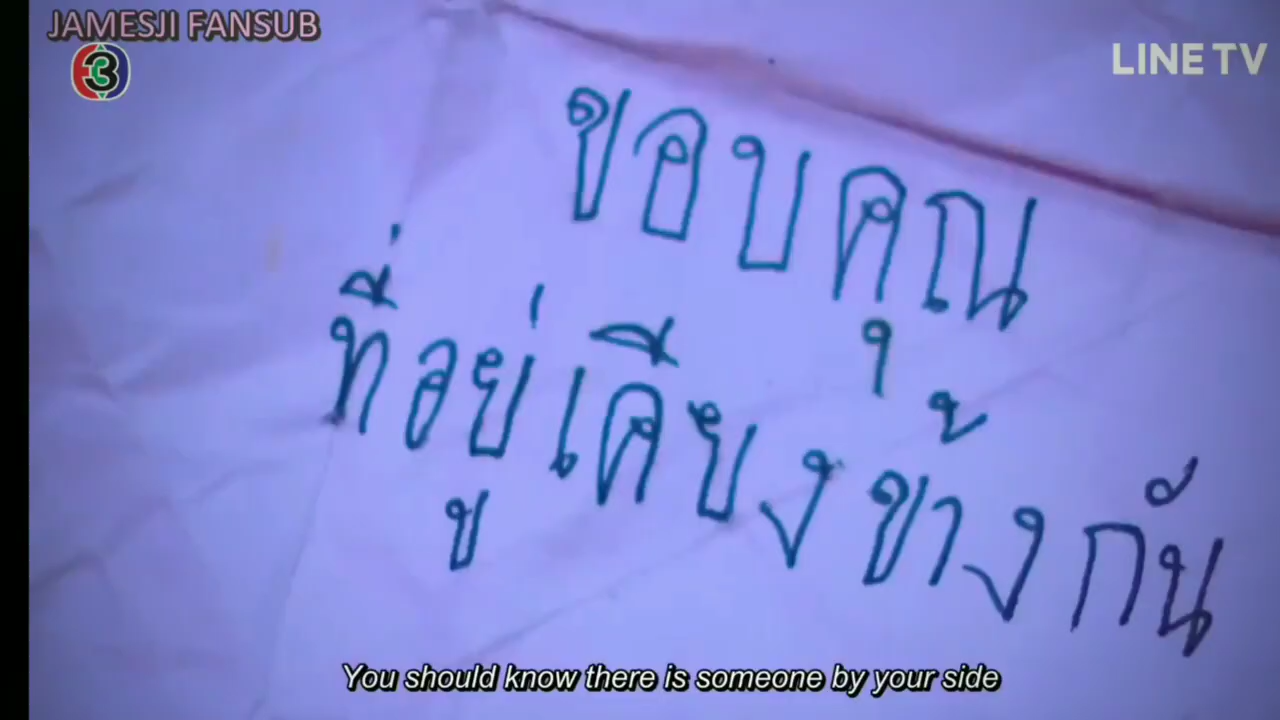 JAMESJI FANSUB
3
LINE TV
ขอบคุณ
ที่อยู่เคียงข้างกัน
You should know there is someone by your side